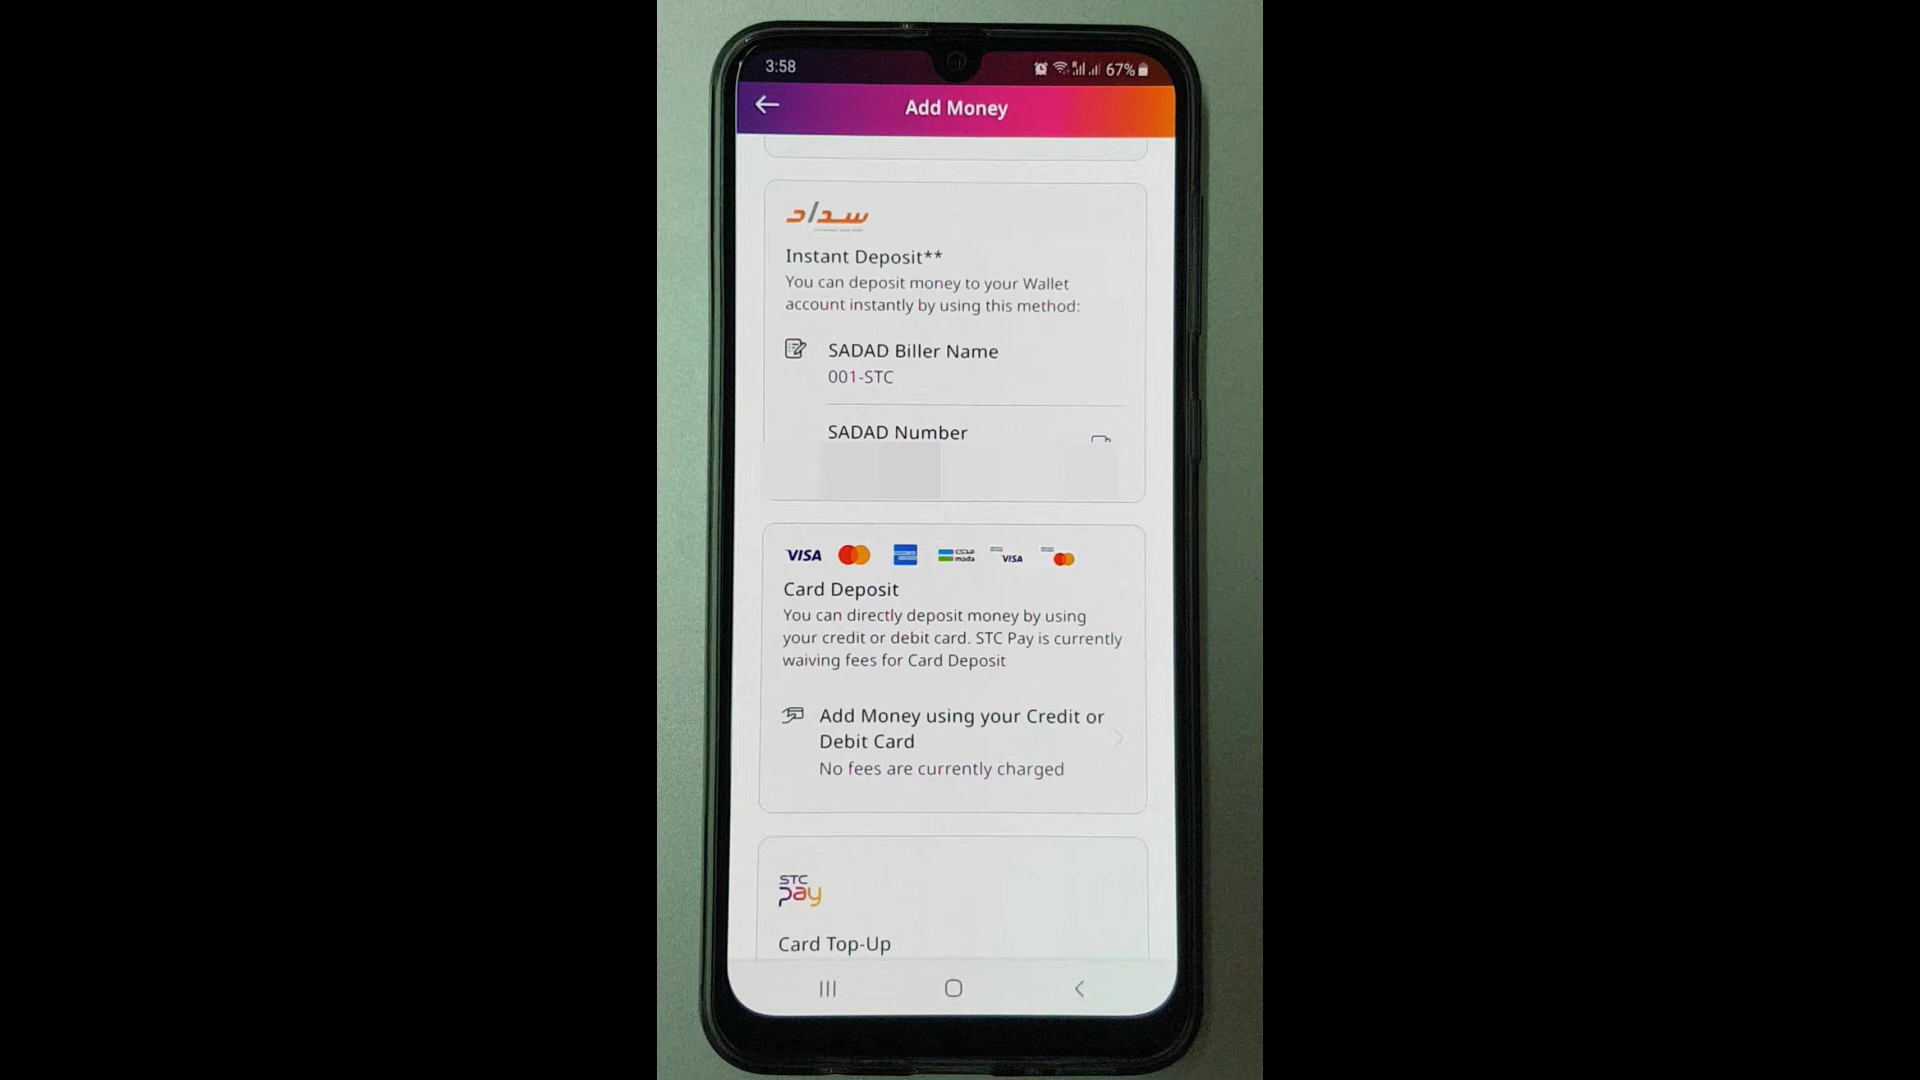 3:58
67%
Add Money
سداد
Instant Deposit**
You can deposit money to your Wallet
account instantly by using this method:
SADAD Biller Name
001-STC
SADAD Number
VISA
مدى
mada
VISA
Card Deposit
You can directly deposit money by using
your credit or debit card. STC Pay is currently
waiving fees for Card Deposit
Add Money using your Credit or
Debit Card
No fees are currently charged
STC
pay
Card Top-Up